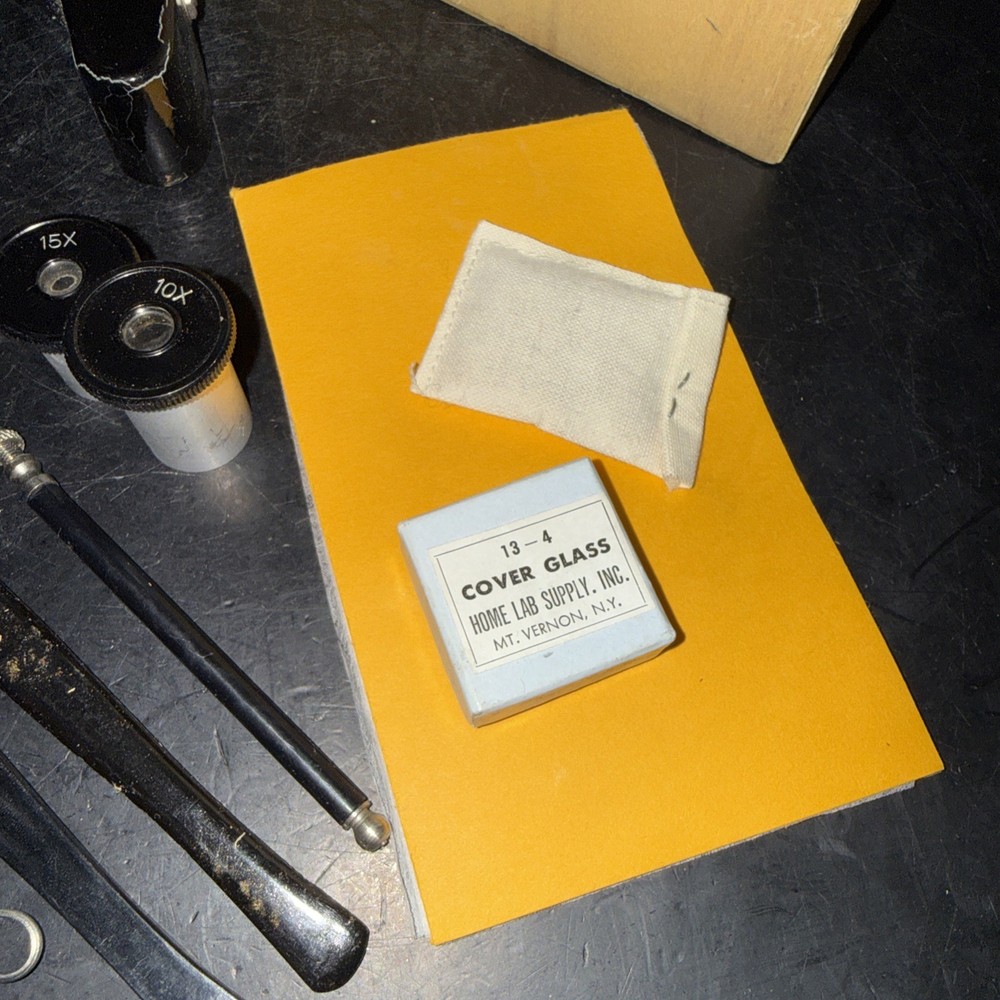 15X
10X
13 – 4
COVER GLASS
HOME LAB SUPPLY. INC.
MT. VERNON, N.Y.